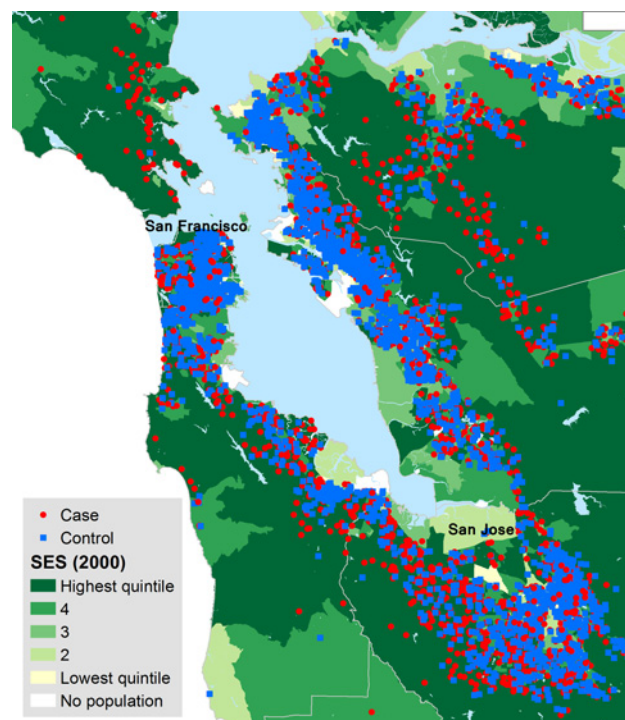 San Francisco
San Jose
Case
Control
SES (2000)
Highest quintile
4
3
2
Lowest quintile
No population